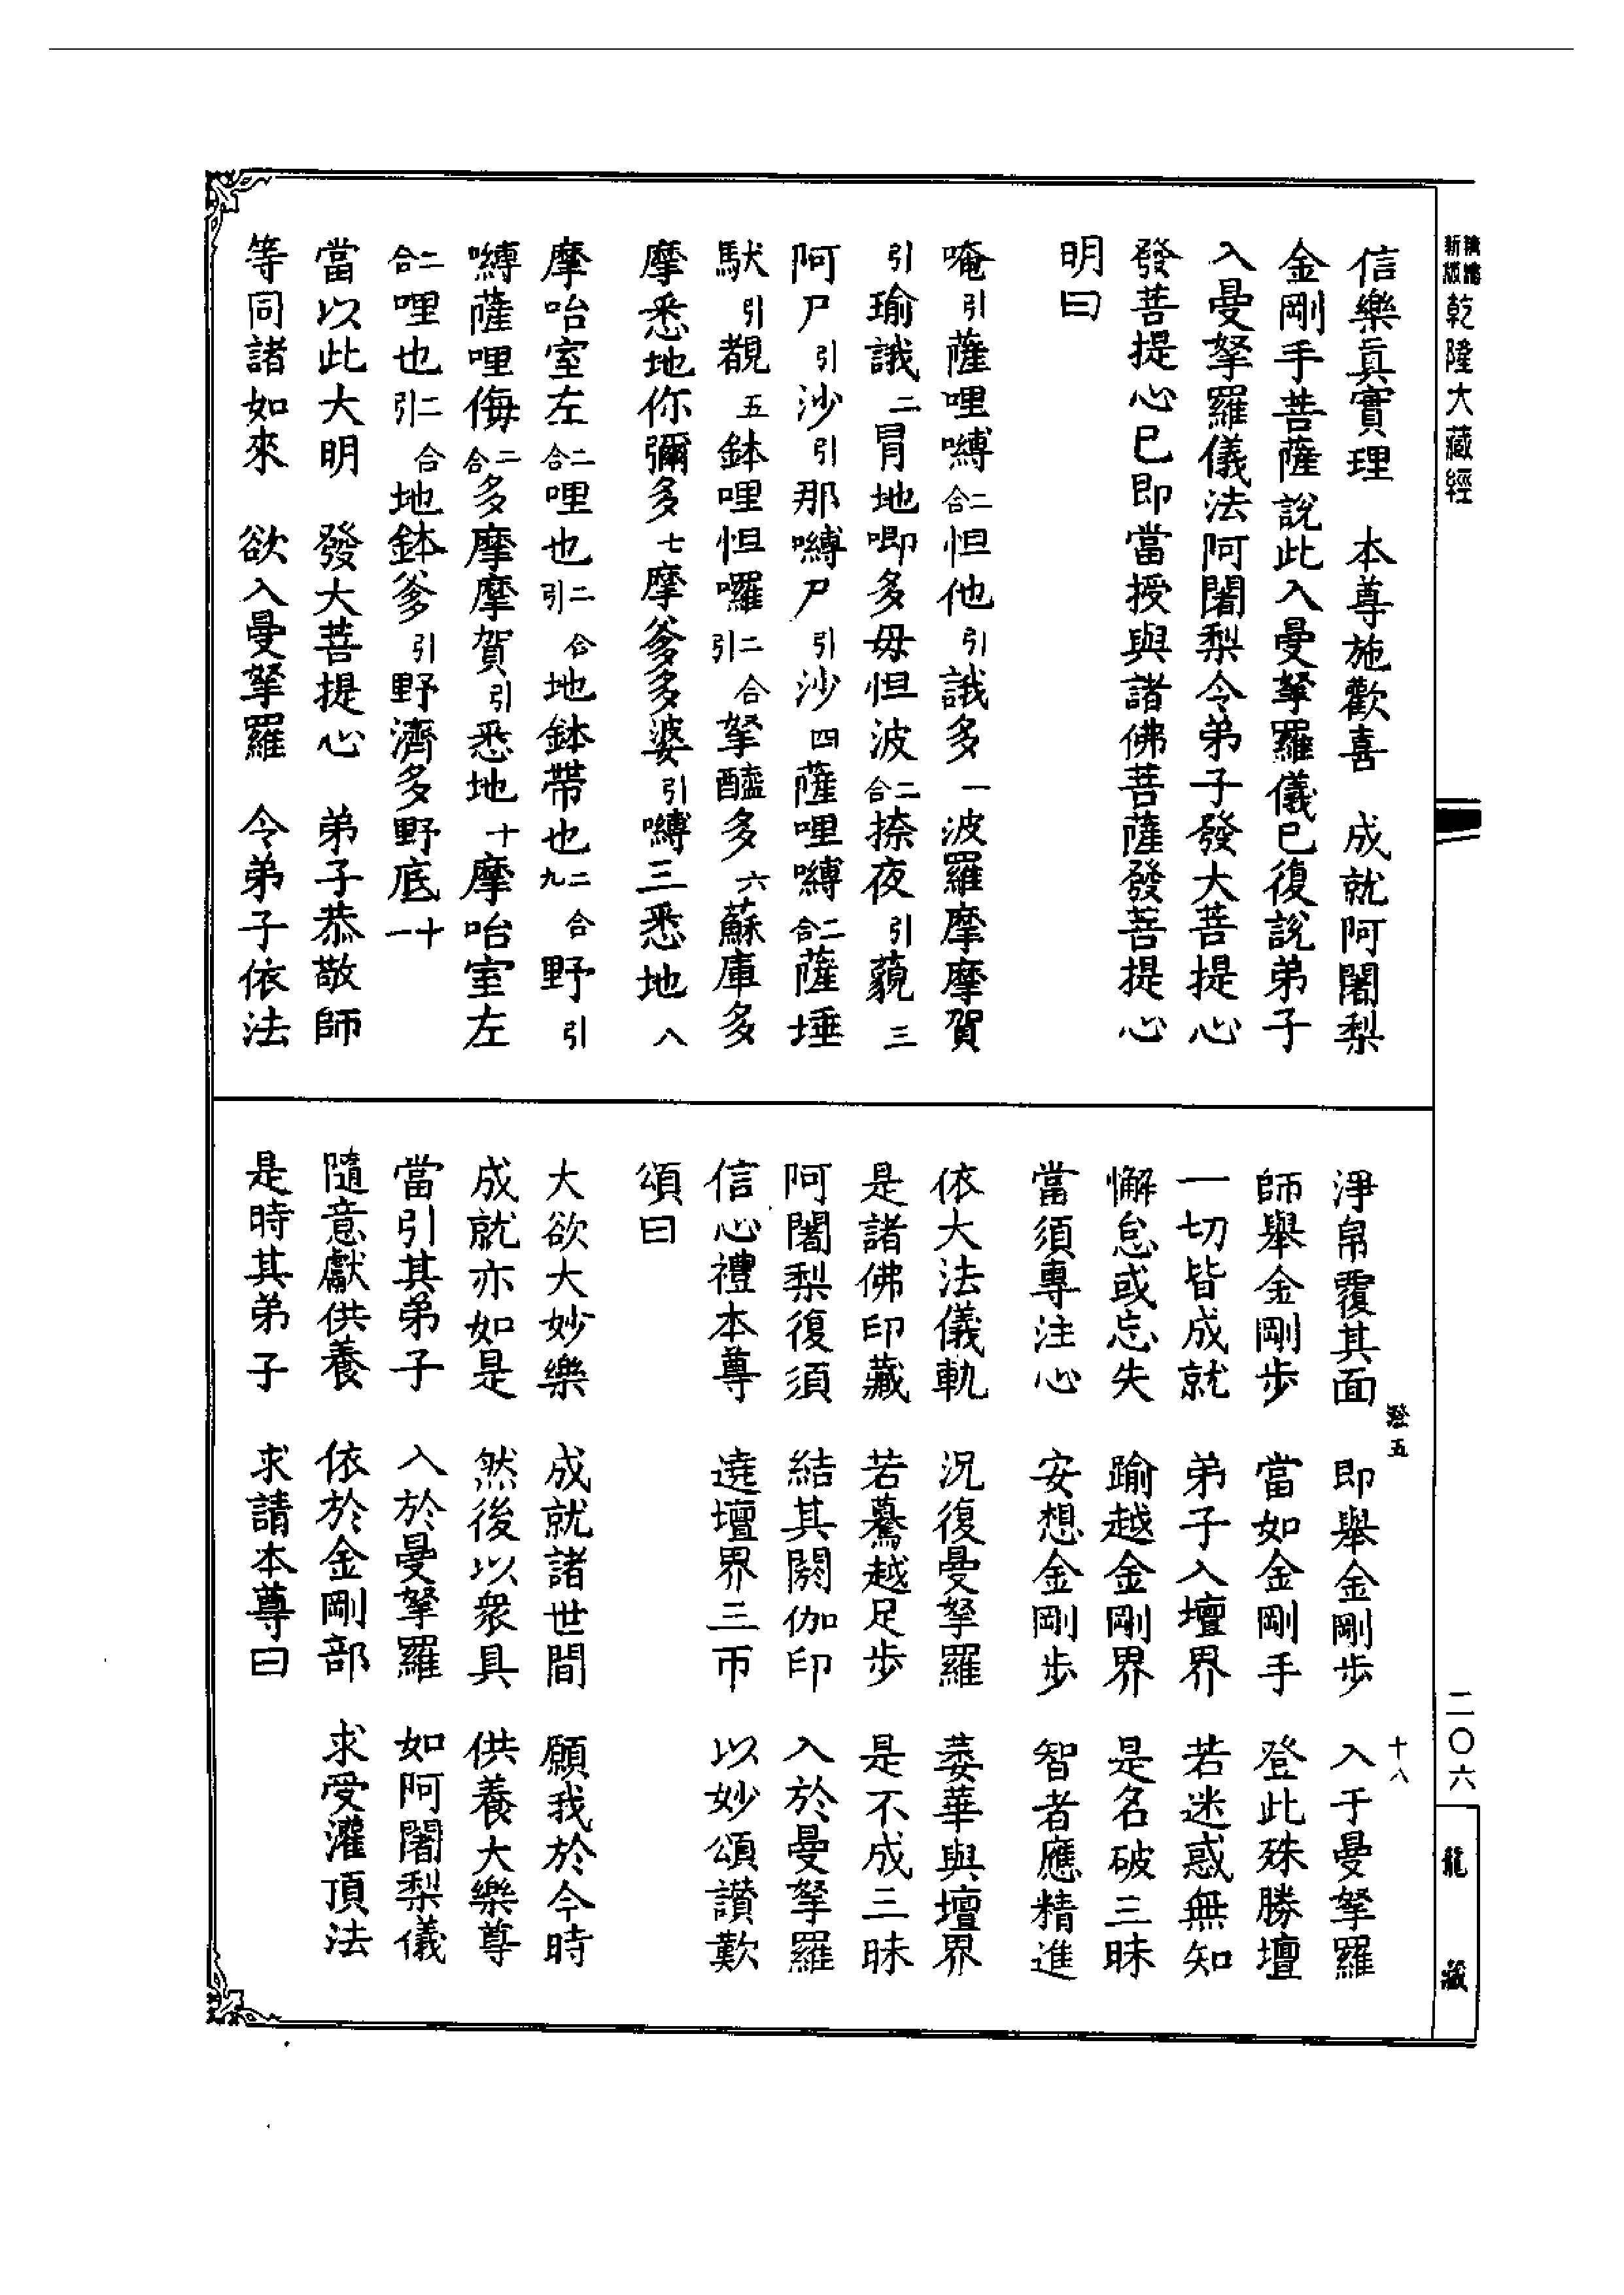 乾隆大藏經
信樂眞實理　本尊施歡喜　成就阿闍梨
金剛手菩薩說此入曼拏羅儀已復說弟子
入曼拏羅儀法阿闍梨令弟子發大菩提心
發菩提心已即當授與諸佛菩薩發菩提心
明曰
唵引薩哩嚩二合怛他引誐多一波羅摩摩賀
引瑜誐二冐地唧多毋怛波二合捺夜引藐三
阿尸引沙引那嚩尸引沙四薩哩嚩二合薩埵
馱引覩五鉢哩怛囉二合引拏醯多六蘇庫多
摩悉地你彌多七摩爹多婆引嚩三悉地八
摩咍室左二合哩也二合引地鉢帶也二合九野引
嚩薩哩侮二合多摩摩賀引悉地十摩咍室左
二合哩也二合引地鉢爹引野濟多野底十一
當以此大明　發大菩提心　弟子恭敬師
等同諸如來　欲入曼拏羅　令弟子依法
淨帛覆其面　即舉金剛步　入于曼拏羅
師舉金剛步　當如金剛手　登此殊勝壇
一切皆成就　弟子入壇界　若迷惑無知
懈怠或忘失　踰越金剛界　是名破三昧
當須專注心　安想金剛步　智者應精進
依大法儀軌　況復曼拏羅　蔞華與壇界
是諸佛印藏　若驀越足步　是不成三昧
阿闍梨復須　結其閼伽印　入於曼拏羅
信心禮本尊　遶壇界三帀　以妙頌讚歎
頌曰
大欲大妙樂　成就諸世間　願我於今時
成就亦如是　然後以衆具　供養大樂尊
當引其弟子　入於曼拏羅　如阿闍梨儀
隨意獻供養　依於金剛部　求受灌頂法
是時其弟子　求請本尊曰
澄五
十八
二〇六
龍藏